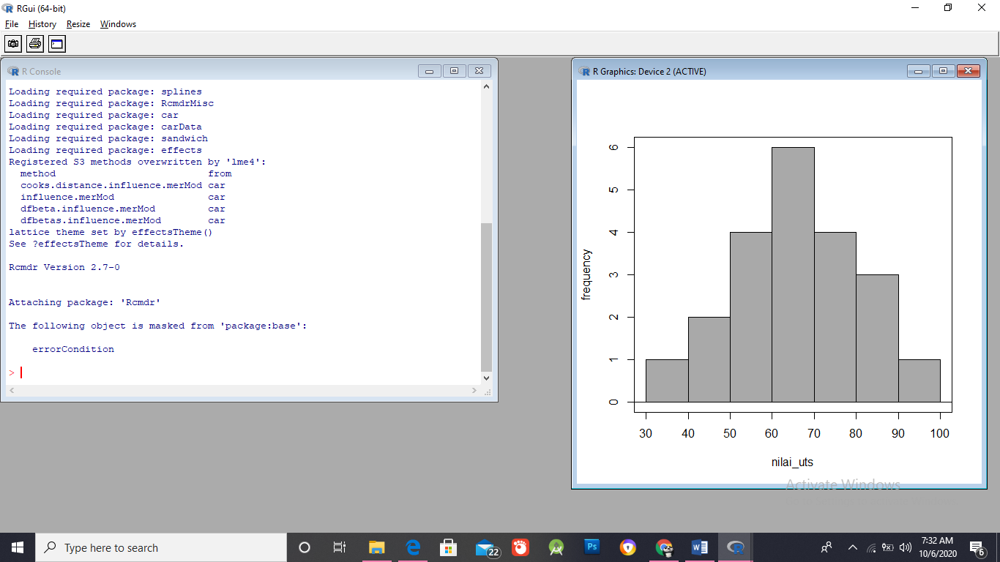 RGui (64-bit)
File History Resize Windows
R Console
Loading required package: splines
Loading required package: RcmdrMisc
Loading required package: car
Loading required package: carData
Loading required package: sandwich
Loading required package: effects
Registered S3 methods overwritten by 'lme4':
method from
cooks.distance.influence.merMod car
influence.merMod car
dfbeta.influence.merMod car
dfbetas.influence.merMod car
lattice theme set by effectsTheme()
See ?effectsTheme for details.
Rcmdr Version 2.7-0
Attaching package: 'Rcmdr'
The following object is masked from 'package:base':
errorCondition
>
R Graphics: Device 2 (ACTIVE)
frequency
6
5
4
3
2
1
0
30 40 50 60 70 80 90 100
nilai_uts
Activate Windows
Type here to search
22
Ps
7:32 AM
10/6/2020
6